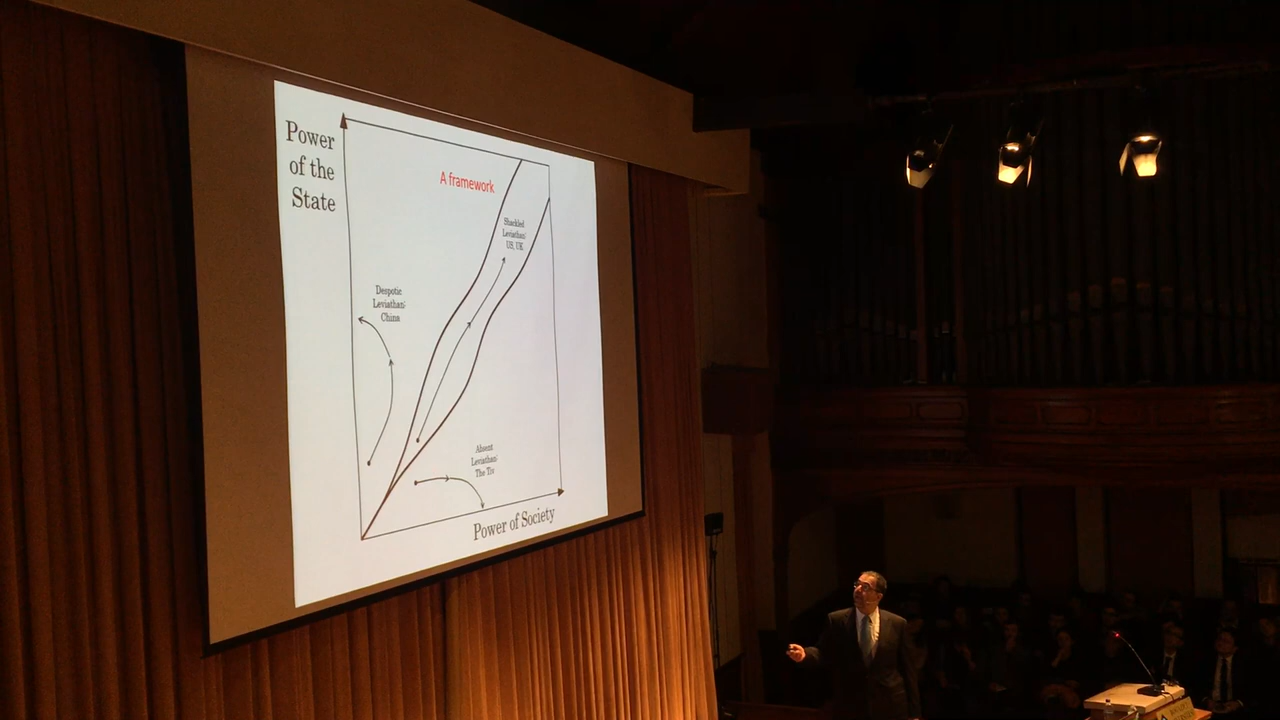 Power
of the
State
A framework
Shackled
Leviathan:
US, UK
Despotic
Leviathan:
China
Absent
Leviathan:
The Tiv
Power of Society